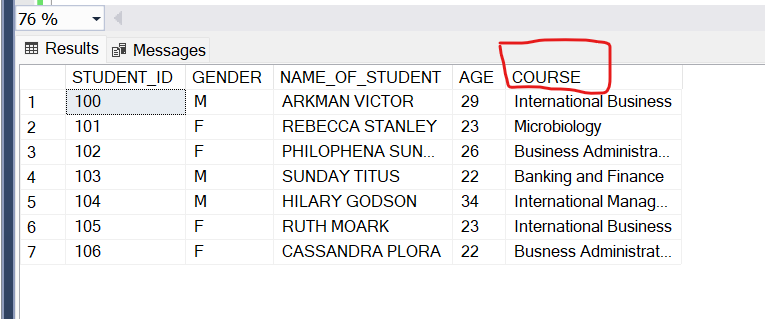 76 %
Results Messages
STUDENT_ID GENDER NAME_OF_STUDENT AGE COURSE
1 100 M ARKMAN VICTOR 29 International Business
2 101 F REBECCA STANLEY 23 Microbiology
3 102 F PHILOPHENA SUN... 26 Business Administra...
4 103 M SUNDAY TITUS 22 Banking and Finance
5 104 M HILARY GODSON 34 International Manag...
6 105 F RUTH MOARK 23 International Business
7 106 F CASSANDRA PLORA 22 Busness Administrat...